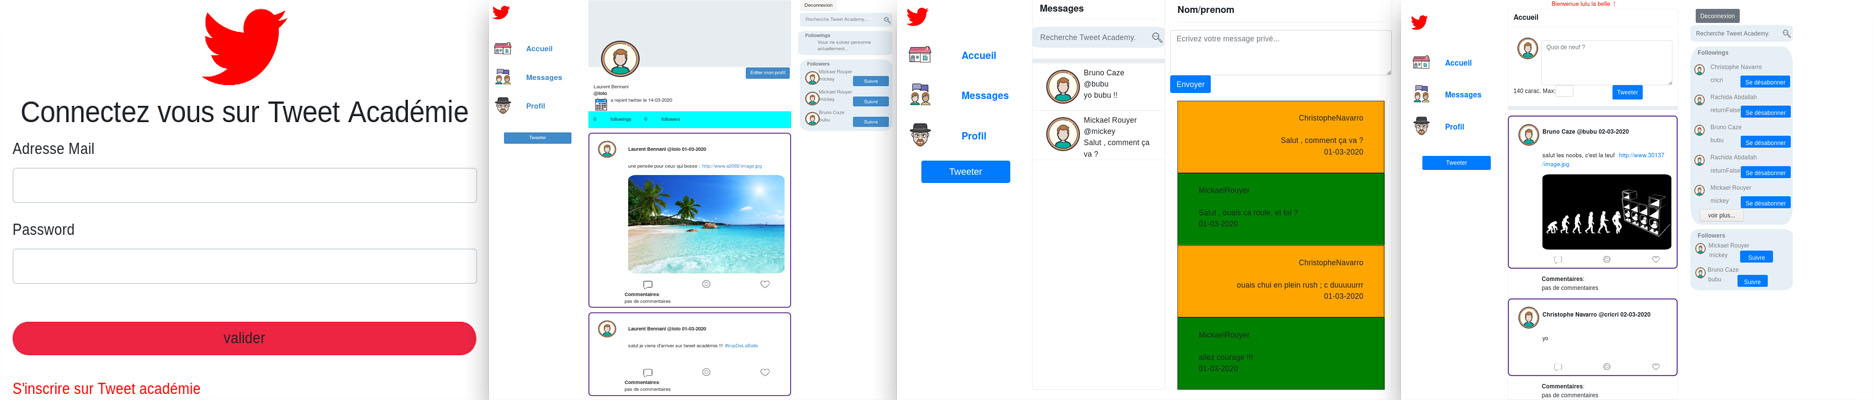 Connectez vous sur Tweet Académie
Adresse Mail
Password
valider
S'inscrire sur Tweet académie
Accueil
Messages
Profil
Tweeter
Editer mon profil
Laurent Bennani
@lolo
a rejoint twitter le 14-03-2020
0 followings 0 followers
Laurent Bennani @lolo 01-03-2020
une pensée pour ceux qui bosse :
Commentaires:
pas de commentaires
Laurent Bennani @lolo 01-03-2020
salut je viens d'arriver sur tweet académie !!!
Commentaires:
pas de commentaires
Deconnexion
Recherche Tweet Academy.
Followings
Vous ne suivez personne
actuellement...
Followers
Mickael Rouyer
mickey
Suivre
Mickael Rouyer
mickey
Suivre
Bruno Caze
bubu
Suivre
Accueil
Messages
Profil
Tweeter
Messages
Recherche Tweet Academy.
Bruno Caze
@bubu
yo bubu !!
Mickael Rouyer
@mickey
Salut , comment ça
va ?
Nom/prenom
Ecrivez votre message privé...
Envoyer
ChristopheNavarro
Salut , comment ça va ?
01-03-2020
MickaelRouyer
Salut , ouais ca roule, et toi ?
01-03-2020
ChristopheNavarro
ouais chui en plein rush ; c duuuuurrr
01-03-2020
MickaelRouyer
allez courage !!!
01-03-2020
Accueil
Messages
Profil
Tweeter
Bienvenue lulu la belle !
Accueil
Quoi de neuf ?
140 carac. Max:
Tweeter
Bruno Caze @bubu 02-03-2020
salut les noobs, c'est la teuf http://www.30137
/image.jpg
Commentaires:
pas de commentaires
Christophe Navarro @cricri 02-03-2020
yo
Commentaires:
pas de commentaires
Deconnexion
Recherche Tweet Academy.
Followings
Christophe Navarro
cricri
Se désabonner
Rachida Abdallah
returnFalse
Se désabonner
Bruno Caze
bubu
Se désabonner
Rachida Abdallah
returnFalse
Se désabonner
Mickael Rouyer
mickey
Se désabonner
voir plus...
Followers
Mickael Rouyer
mickey
Suivre
Bruno Caze
bubu
Suivre